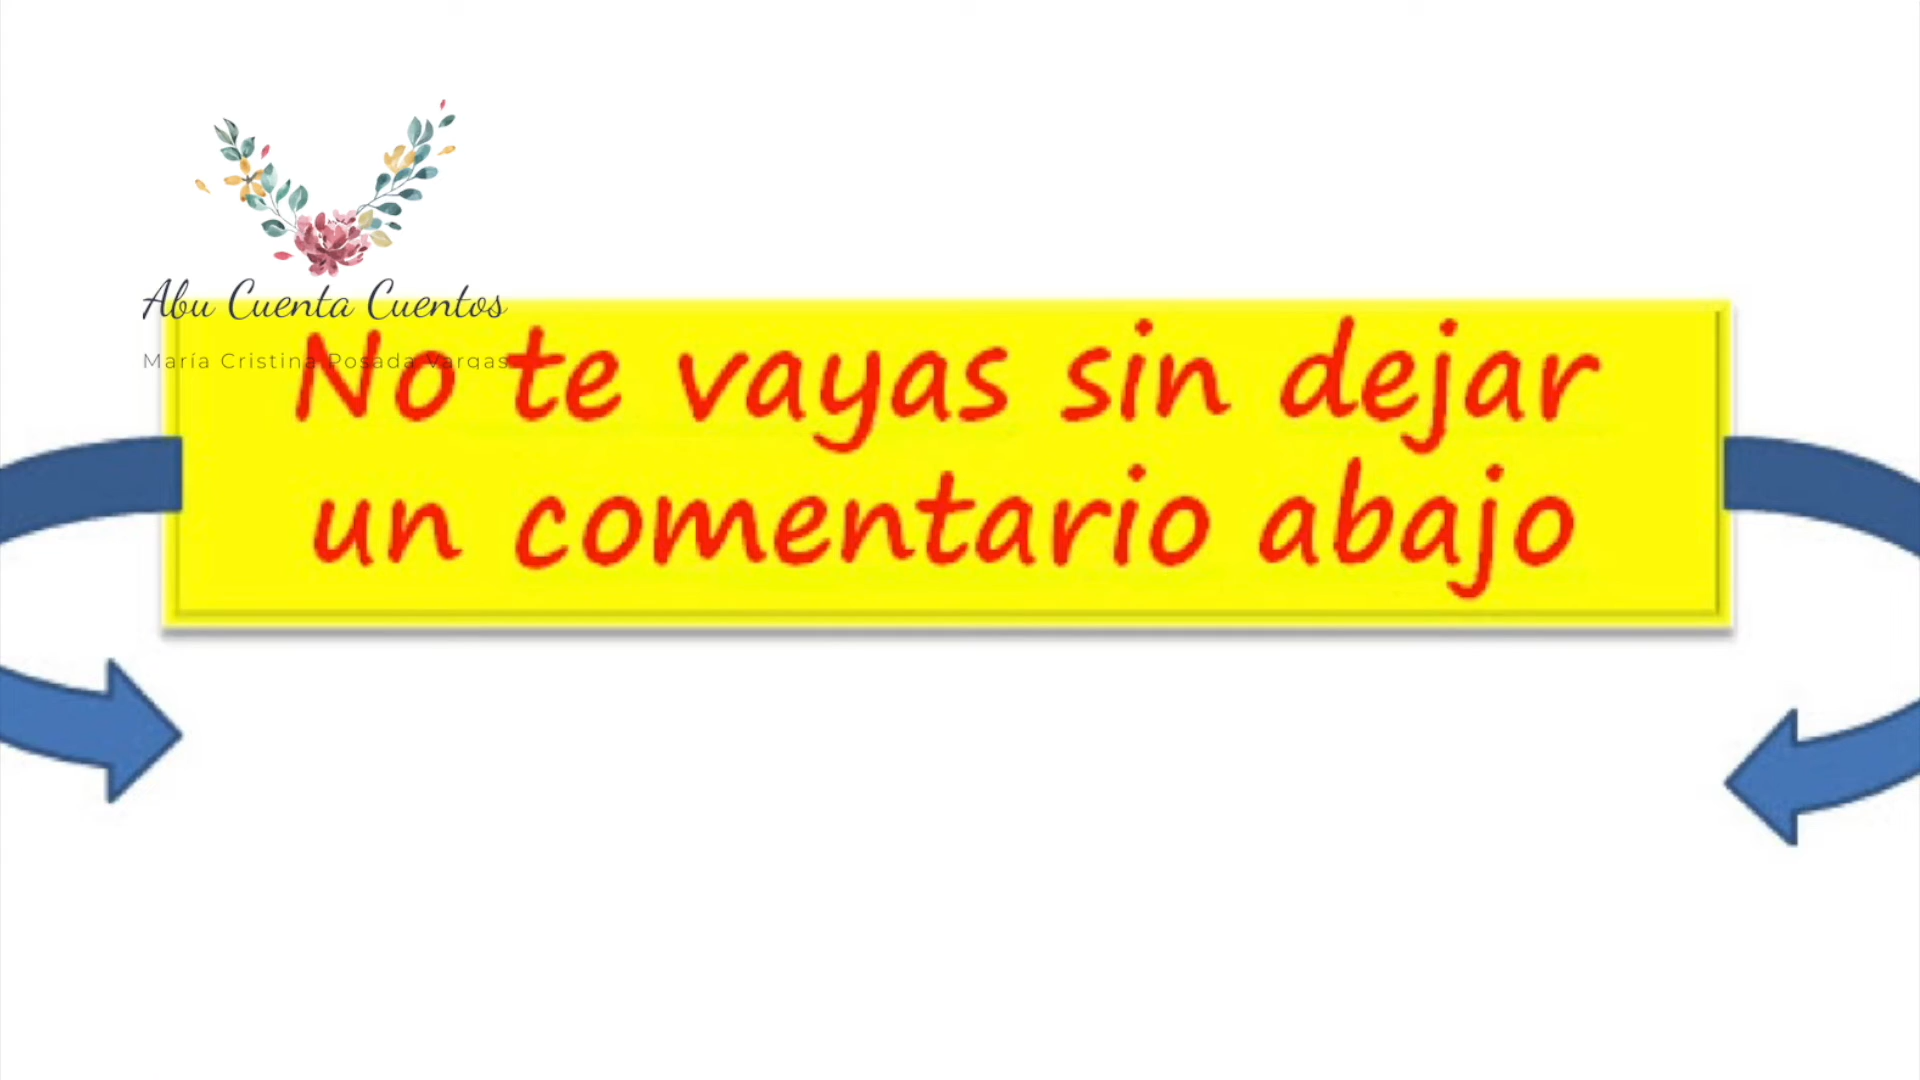 Abu Cuenta Cuentos
María Cristina Posada Vargas
No te vayas sin dejar
un comentario abajo